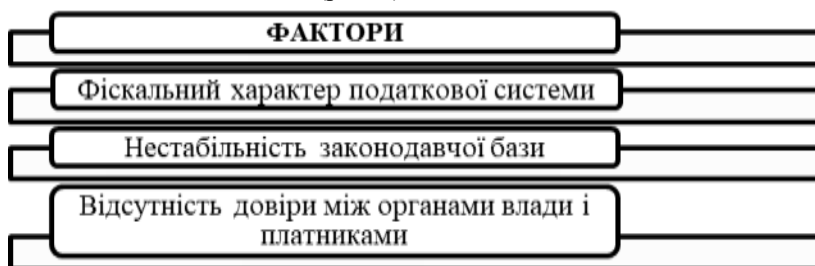 ФАКТОРИ
Фіскальний характер податкової системи
Нестабільність законодавчої бази
Відсутність довіри між органами влади і
платниками